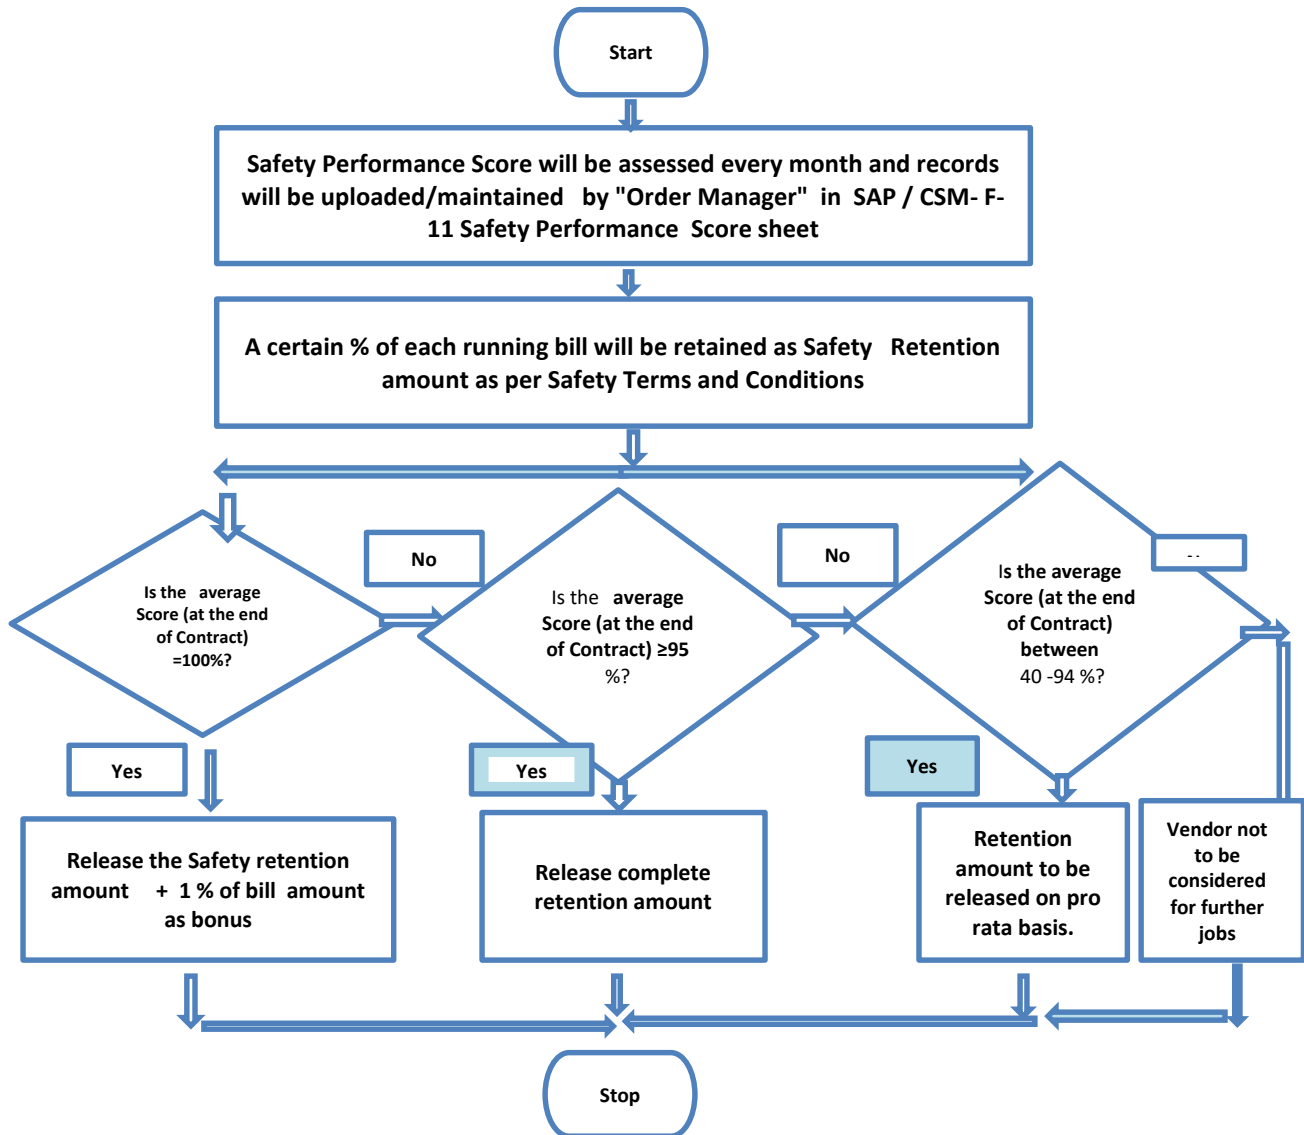 Start
Safety Performance Score will be assessed every month and records
will be uploaded/maintained by "Order Manager" in SAP / CSM- F-
11 Safety Performance Score sheet
A certain % of each running bill will be retained as Safety Retention
amount as per Safety Terms and Conditions
Is the average
Score (at the end
of Contract)
=100%?
No
Is the average
Score (at the end
of Contract) ≥95
%?
No
Is the average
Score (at the end
of Contract)
between
40 -94 %?
Yes
Yes
Yes
Release the Safety retention
amount + 1 % of bill amount
as bonus
Release complete
retention amount
Retention
amount to be
released on pro
rata basis.
Vendor not
to be
considered
for further
jobs
Stop